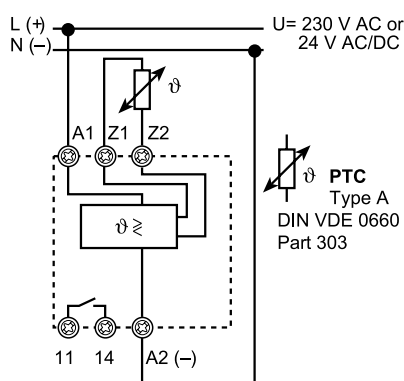 L (+)
N (–)
U= 230 V AC or
24 V AC/DC
ϑ
A1 Z1 Z2
ϑ PTC
Type A
DIN VDE 0660
Part 303
ϑ ≷
11 14 A2 (–)